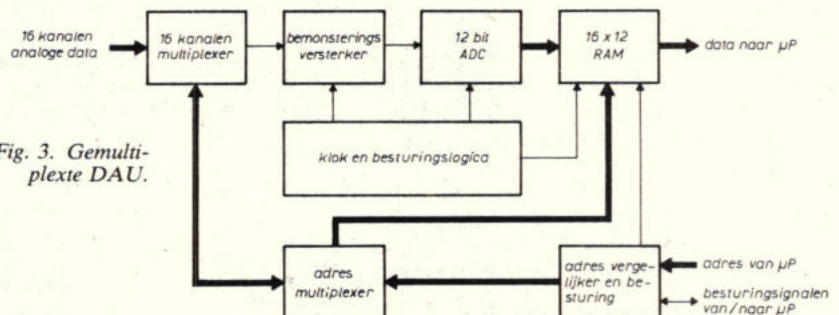 16 kanalen
analoge data
16 kanalen
multiplexer
bemonsterings
versterker
12 bit
ADC
16 x 12
RAM
data naar µP
klok en besturingslogica
Fig. 3. Gemulti-
plexte DAU.
adres
multiplexer
adres verge-
lijker en be-
sturing
adres van µP
besturingsignalen
van/naar µP